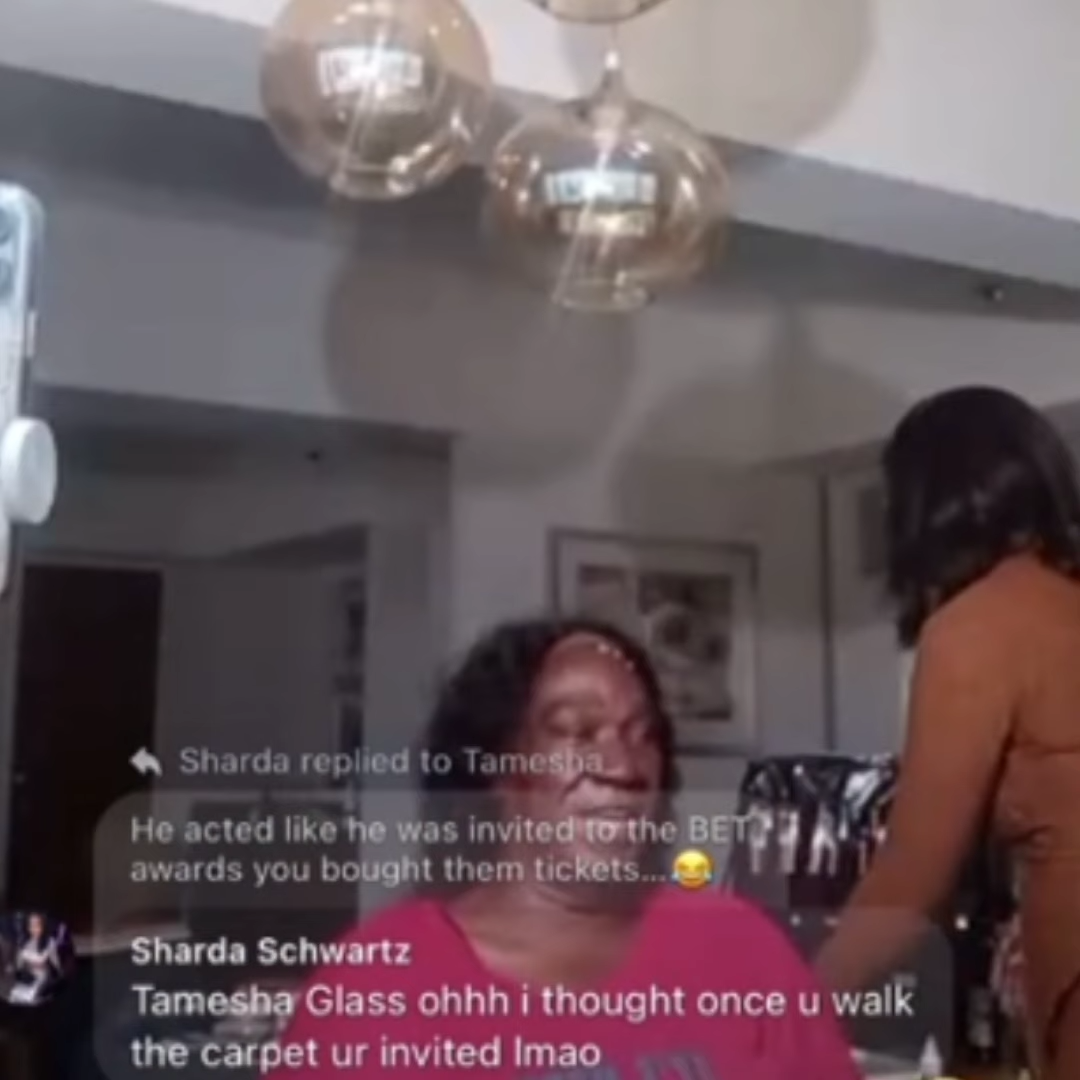 Sharda replied to Tamesha
He acted like he was invited to the BET
awards you bought them tickets...😂
Sharda Schwartz
Tamesha Glass ohhh i thought once u walk
the carpet ur invited lmao